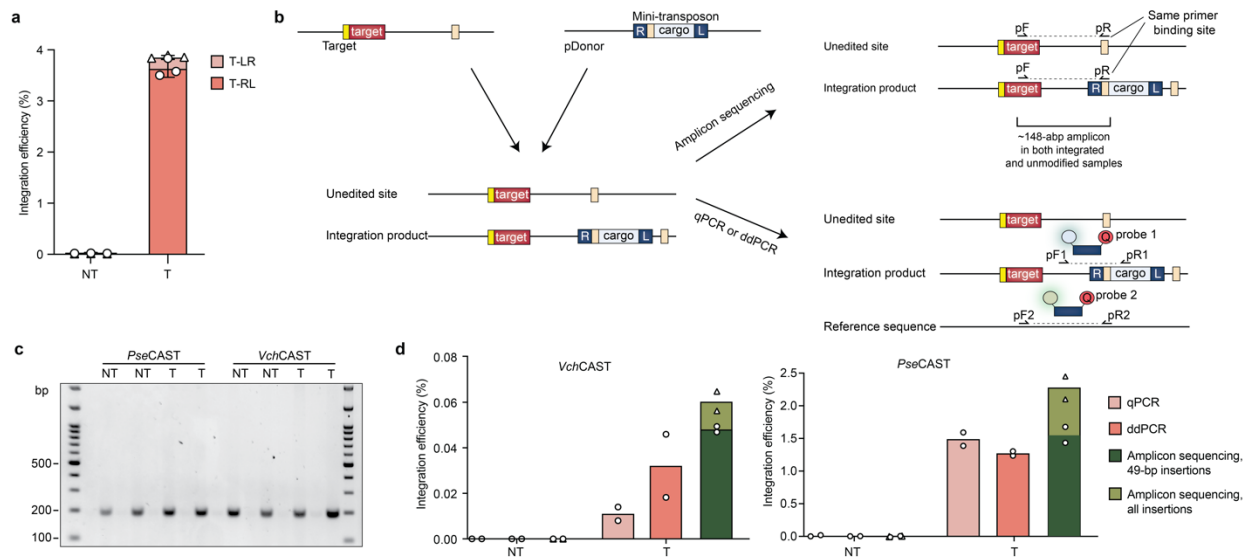 a
Integration efficiency (%)
4
3
2
1
0
NT
T
T-LR
T-RL
b
target
Target
Mini-transposon
R
cargo
L
pDonor
Unedited site
target
Integration product
target
R
cargo
L
Amplicon sequencing
qPCR or ddPCR
pF
pR
Same primer
binding site
Unedited site
target
pF
pR
Integration product
target
R
cargo
L
~148-abp amplicon
in both integrated
and unmodified samples
Unedited site
target
Q
probe 1
pF1
pR1
Integration product
target
R
cargo
L
Q
probe 2
pF2
pR2
Reference sequence
c
PseCAST
VchCAST
NT NT T T NT NT T T
bp
500
200
100
d
VchCAST
Integration efficiency (%)
0.08
0.06
0.04
0.02
0.00
NT
T
PseCAST
Integration efficiency (%)
2.5
2.0
1.5
1.0
0.5
0.0
NT
T
qPCR
ddPCR
Amplicon sequencing,
49-bp insertions
Amplicon sequencing,
all insertions